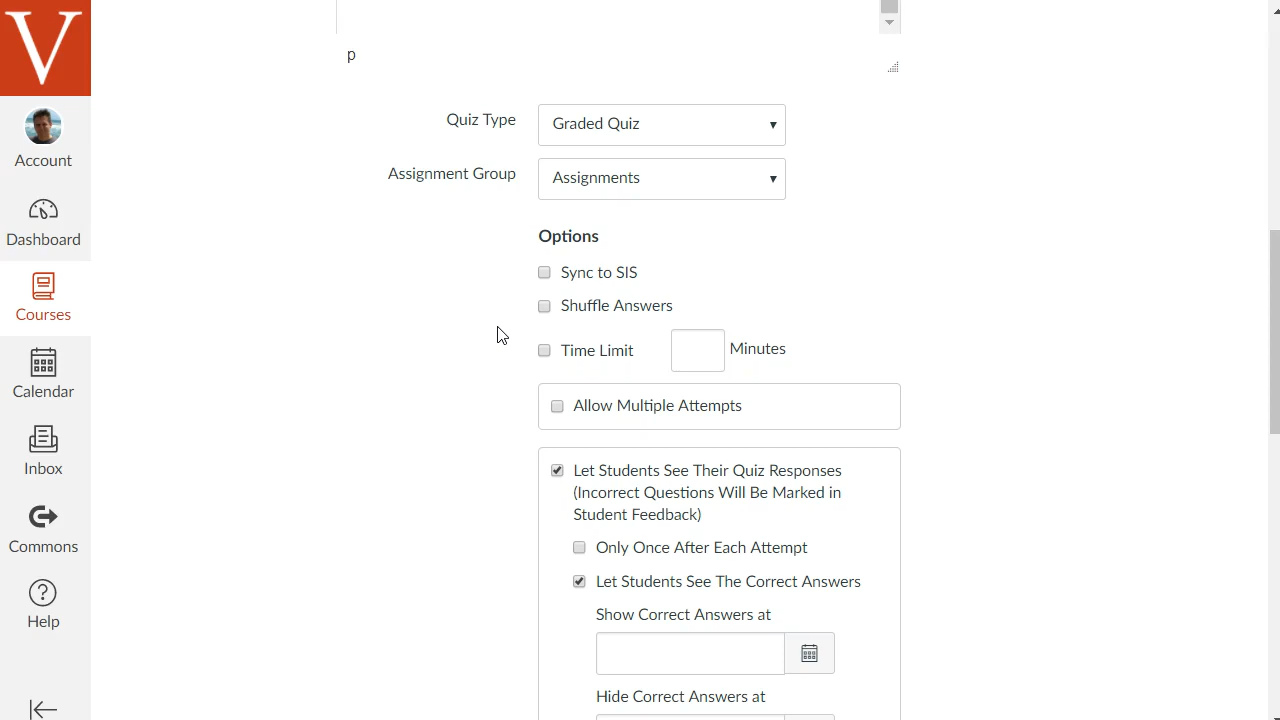 V
p
Quiz Type
Graded Quiz
Assignment Group
Assignments
Options
Sync to SIS
Shuffle Answers
Time Limit
Minutes
Allow Multiple Attempts
Let Students See Their Quiz Responses
(Incorrect Questions Will Be Marked in
Student Feedback)
Only Once After Each Attempt
Let Students See The Correct Answers
Show Correct Answers at
Hide Correct Answers at
Account
Dashboard
Courses
Calendar
Inbox
Commons
Help